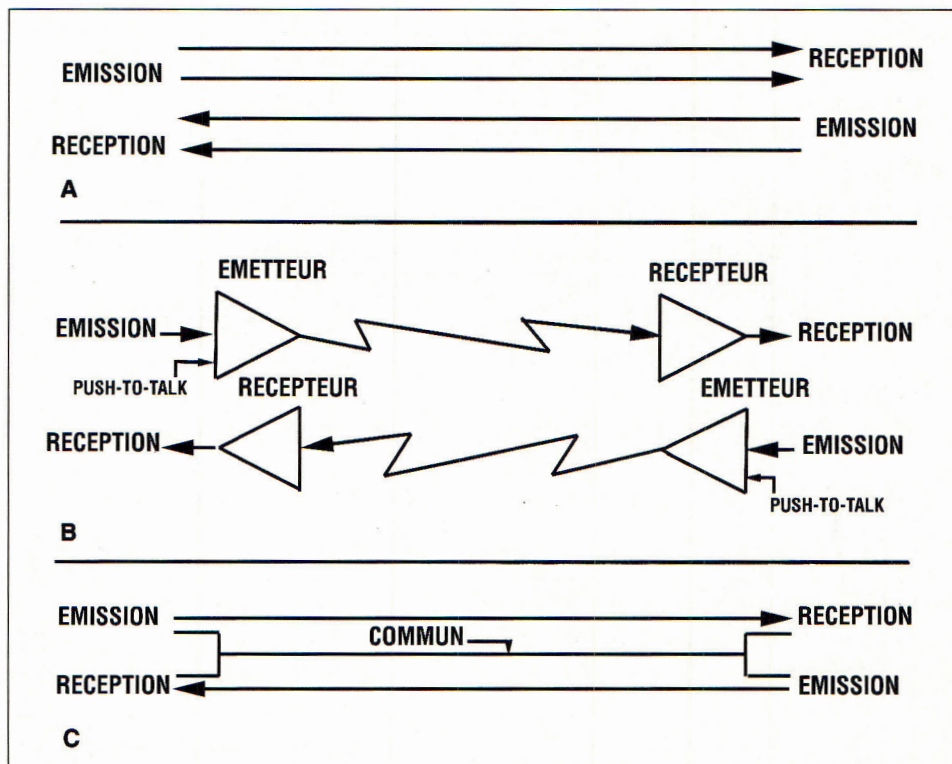 EMISSION
RECEPTION
RECEPTION
EMISSION
A
EMETTEUR
RECEPTEUR
EMISSION
RECEPTION
PUSH-TO-TALK
RECEPTEUR
EMETTEUR
RECEPTION
EMISSION
PUSH-TO-TALK
B
EMISSION
RECEPTION
COMMUN
RECEPTION
EMISSION
C